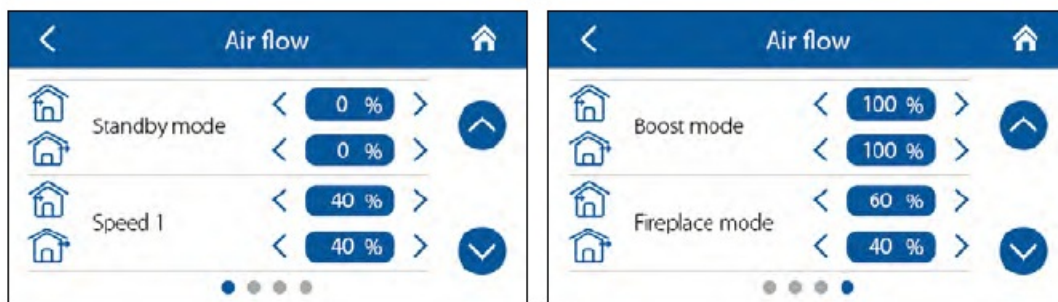 Air flow
Standby mode
0 %
0 %
Speed 1
40 %
40 %
Air flow
Boost mode
100 %
100 %
Fireplace mode
60 %
40 %